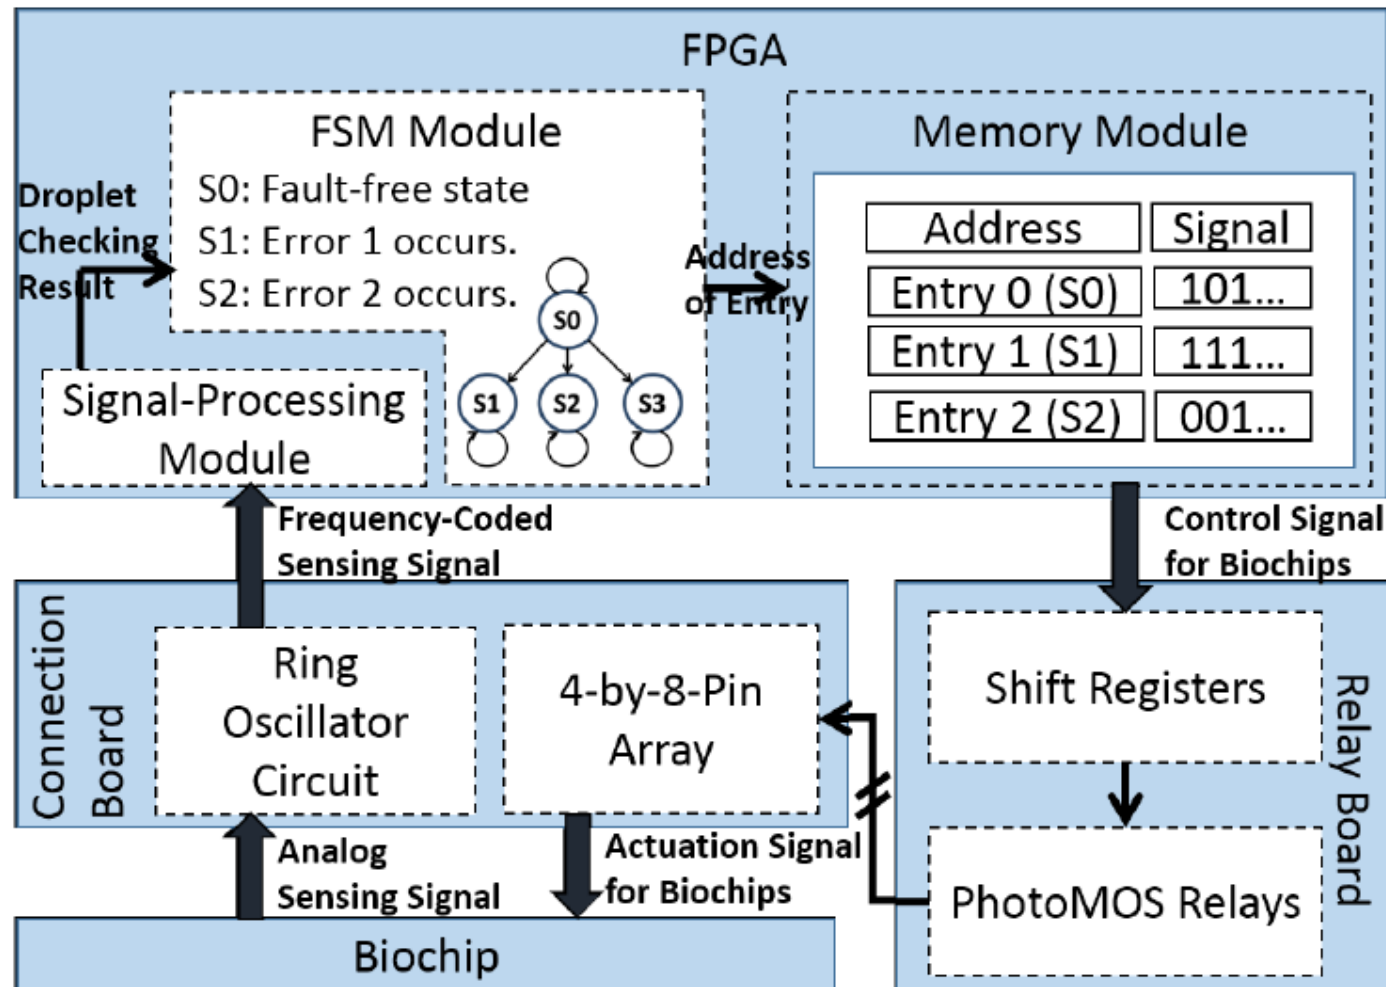 FPGA
FSM Module
S0: Fault-free state
S1: Error 1 occurs.
S2: Error 2 occurs.
S0
S1
S2
S3
Droplet
Checking
Result
Signal-Processing
Module
Address
of Entry
Memory Module
Address
Signal
Entry 0 (S0)
101...
Entry 1 (S1)
111...
Entry 2 (S2)
001...
Frequency-Coded
Sensing Signal
Control Signal
for Biochips
Connection
Board
Ring
Oscillator
Circuit
4-by-8-Pin
Array
Shift Registers
Relay Board
PhotoMOS Relays
Analog
Sensing Signal
Actuation Signal
for Biochips
Biochip